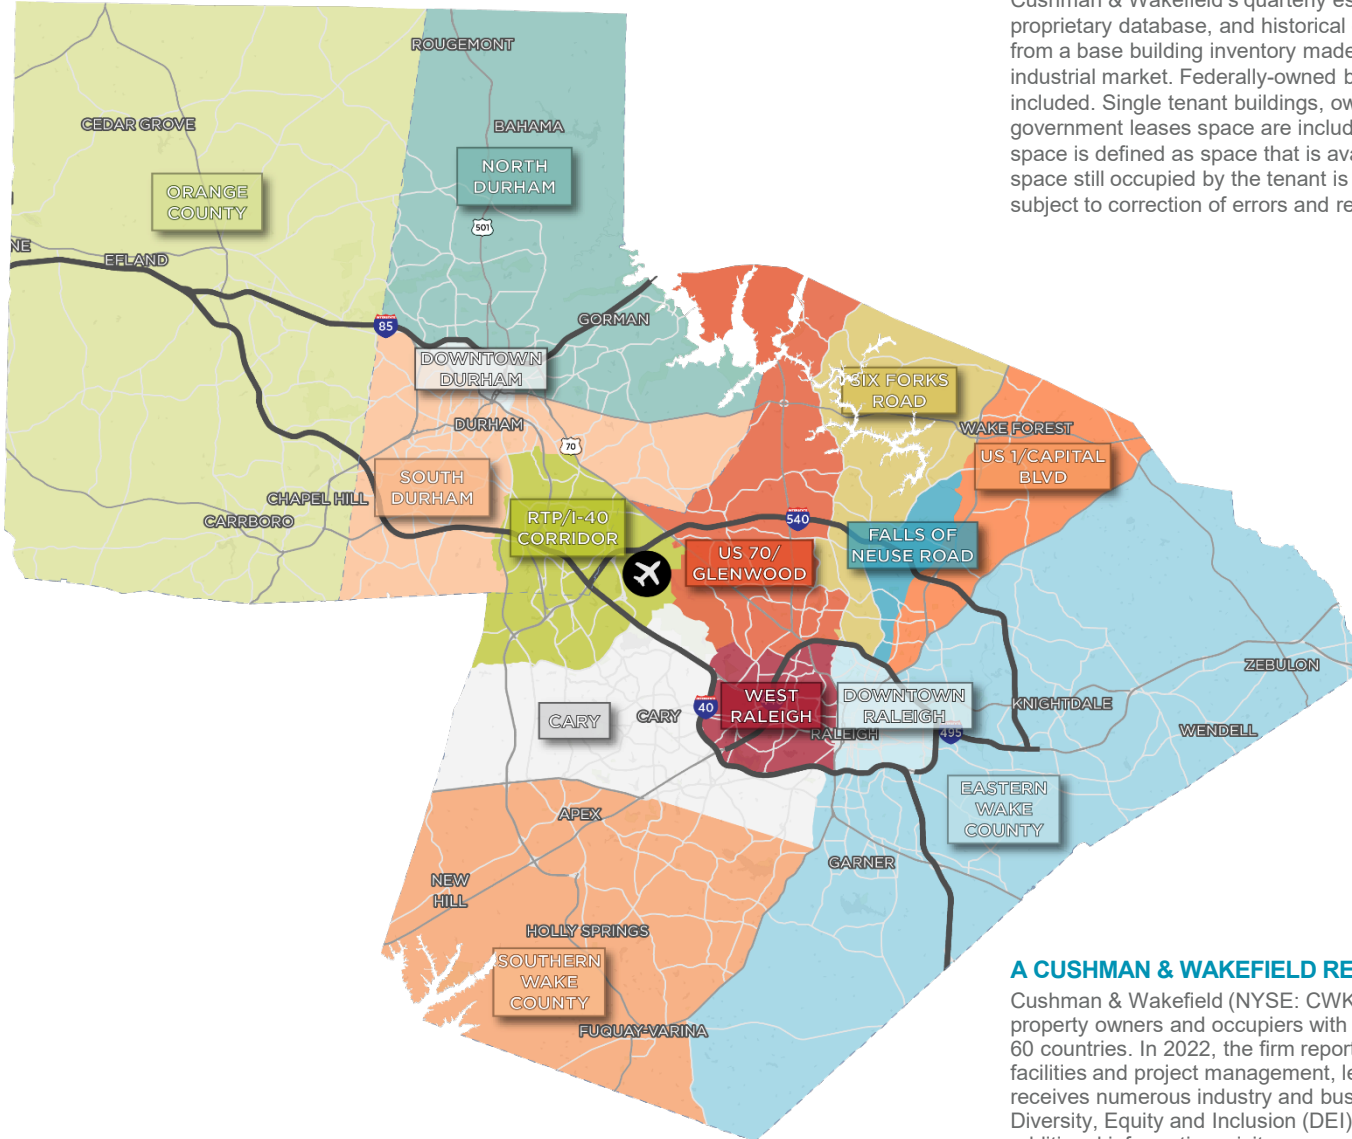 Cushman & Wakefield's quarterly es
proprietary database, and historical
from a base building inventory made
industrial market. Federally-owned b
included. Single tenant buildings, ow
government leases space are includ
space is defined as space that is ava
space still occupied by the tenant is
subject to correction of errors and re
ROUGEMONT
CEDAR GROVE
BAHAMA
NORTH
DURHAM
ORANGE
COUNTY
501
NE
EFLAND
GORMAN
85
DOWNTOWN
DURHAM
SIX FORKS
ROAD
DURHAM
WAKE FOREST
70
US 1/CAPITAL
BLVD
SOUTH
DURHAM
CHAPEL HILL
CARRBORO
RTP/I-40
CORRIDOR
540
FALLS OF
NEUSE ROAD
US 70/
GLENWOOD
ZEBULON
WEST
RALEIGH
DOWNTOWN
RALEIGH
KNIGHTDALE
40
CARY
CARY
WENDELL
RALEIGH
495
EASTERN
WAKE
COUNTY
APEX
GARNER
NEW
HILL
HOLLY SPRINGS
SOUTHERN
WAKE
COUNTY
FUQUAY-VARINA
A CUSHMAN & WAKEFIELD RE
Cushman & Wakefield (NYSE: CWK
property owners and occupiers with
60 countries. In 2022, the firm report
facilities and project management, le
receives numerous industry and bus
Diversity, Equity and Inclusion (DEI)